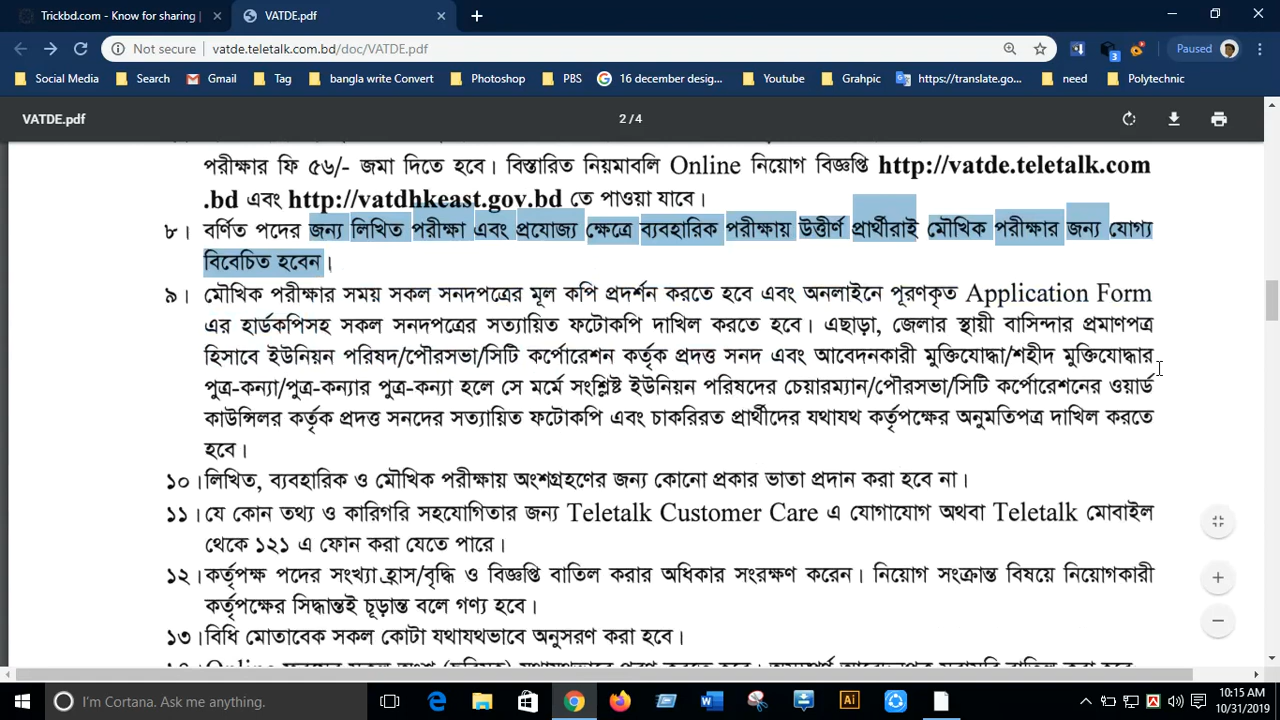 Trickbd.com - Know for sharing
VATDE.pdf
Not secure
vatde.teletalk.com.bd/doc/VATDE.pdf
Paused
Social Media
Search
Gmail
Tag
bangla write Convert
Photoshop
PBS
16 december desig...
Youtube
Grahpic
https://translate.go...
need
Polytechnic
VATDE.pdf
2 / 4
পরীক্ষার ফি ৫৬/- জমা দিতে হবে। বিস্তারিত নিয়মাবলি Online নিয়োগ বিজ্ঞপ্তি http://vatde.teletalk.com
.bd এবং http://vatdhkeast.gov.bd তে পাওয়া যাবে।
৮। বর্ণিত পদের জন্য লিখিত পরীক্ষা এবং প্রযোজ্য ক্ষেত্রে ব্যবহারিক পরীক্ষায় উত্তীর্ণ প্রার্থীরাই মৌখিক পরীক্ষার জন্য যোগ্য
বিবেচিত হবেন।
৯। মৌখিক পরীক্ষার সময় সকল সনদপত্রের মূল কপি প্রদর্শন করতে হবে এবং অনলাইনে পূরণকৃত Application Form
এর হার্ডকপিসহ সকল সনদপত্রের সত্যায়িত ফটোকপি দাখিল করতে হবে। এছাড়া, জেলার স্থায়ী বাসিন্দার প্রমাণপত্র
হিসাবে ইউনিয়ন পরিষদ/পৌরসভা/সিটি কর্পোরেশন কর্তৃক প্রদত্ত সনদ এবং আবেদনকারী মুক্তিযোদ্ধা/শহীদ মুক্তিযোদ্ধার
পুত্র-কন্যা/পুত্র-কন্যার পুত্র-কন্যা হলে সে মর্মে সংশ্লিষ্ট ইউনিয়ন পরিষদের চেয়ারম্যান/পৌরসভা/সিটি কর্পোরেশনের ওয়ার্ড
কাউন্সিলর কর্তৃক প্রদত্ত সনদের সত্যায়িত ফটোকপি এবং চাকরিরত প্রার্থীদের যথাযথ কর্তৃপক্ষের অনুমতিপত্র দাখিল করতে
হবে।
১০। লিখিত, ব্যবহারিক ও মৌখিক পরীক্ষায় অংশগ্রহণের জন্য কোনো প্রকার ভাতা প্রদান করা হবে না।
১১। যে কোন তথ্য ও কারিগরি সহযোগিতার জন্য Teletalk Customer Care এ যোগাযোগ অথবা Teletalk মোবাইল
থেকে ১২১ এ ফোন করা যেতে পারে।
১২। কর্তৃপক্ষ পদের সংখ্যা হ্রাস/বৃদ্ধি ও বিজ্ঞপ্তি বাতিল করার অধিকার সংরক্ষণ করেন। নিয়োগ সংক্রান্ত বিষয়ে নিয়োগকারী
কর্তৃপক্ষের সিদ্ধান্তই চূড়ান্ত বলে গণ্য হবে।
১৩। বিধি মোতাবেক সকল কোটা যথাযথভাবে অনুসরণ করা হবে।
I'm Cortana. Ask me anything.
10:15 AM
10/31/2019